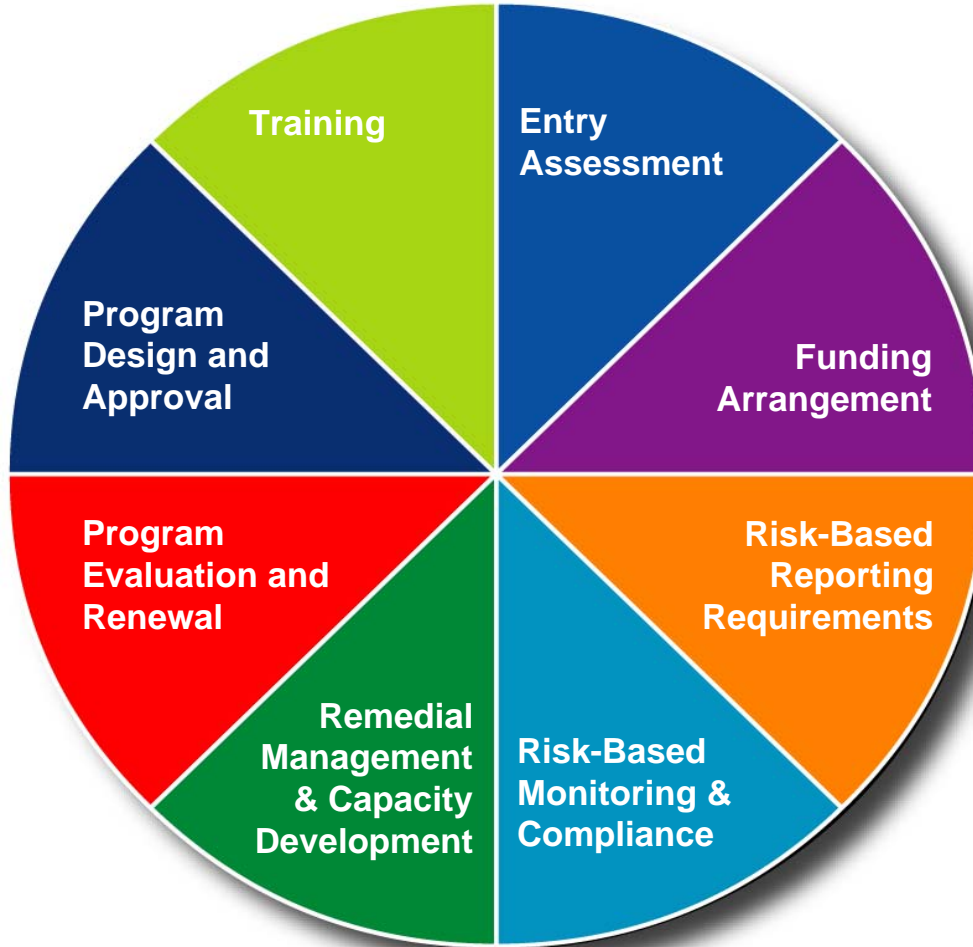 Training
Entry
Assessment
Program
Design and
Approval
Funding
Arrangement
Program
Evaluation and
Renewal
Risk-Based
Reporting
Requirements
Remedial
Management
& Capacity
Development
Risk-Based
Monitoring &
Compliance